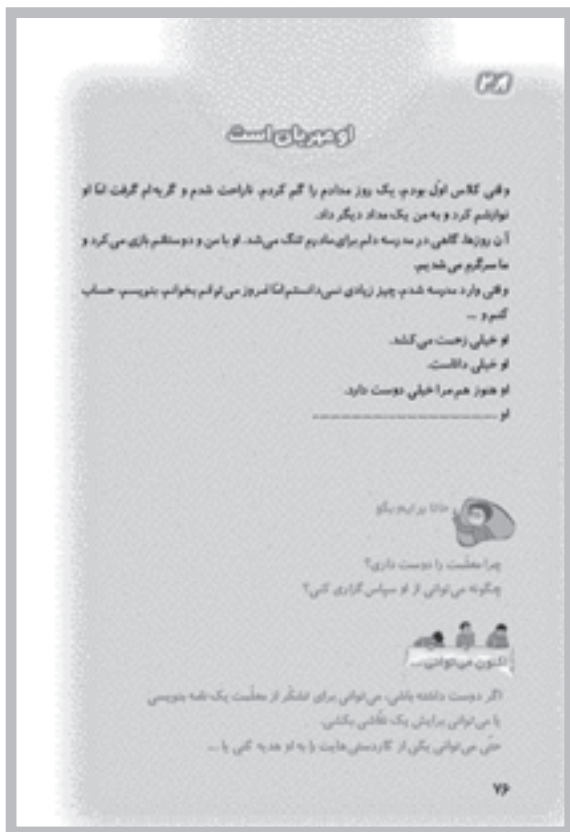 ۲۸
او مهربان است
وقتی کلاس اوّل بودم، یک روز مدادم را گم کردم. ناراحت شدم و گریه‌ام گرفت امّا او
نوازشم کرد و به من یک مداد دیگر داد.
آن روزها، گاهی در مدرسه دلم برای مادرم تنگ می‌شد. او با من و دوستانم بازی می‌کرد و
ما سرگرم می‌شدیم.
وقتی وارد مدرسه شدم، چیز زیادی نمی‌دانستم امّا امروز می‌توانم بخوانم، بنویسم، حساب
کنم و ...
او خیلی زحمت می‌کشد.
او خیلی داناست.
او هنوز هم مرا خیلی دوست دارد.
او
حالا برایم بگو
چرا معلّمت را دوست داری؟
چگونه می‌توانی از او سپاس‌گزاری کنی؟
اکنون می‌توانی...
اگر دوست داشته باشی، می‌توانی برای تشکّر از معلّمت یک نامه بنویسی
یا می‌توانی برایش یک نقّاشی بکشی.
حتّی می‌توانی یکی از کاردستی‌هایت را به او هدیه کنی یا ...
۷۶